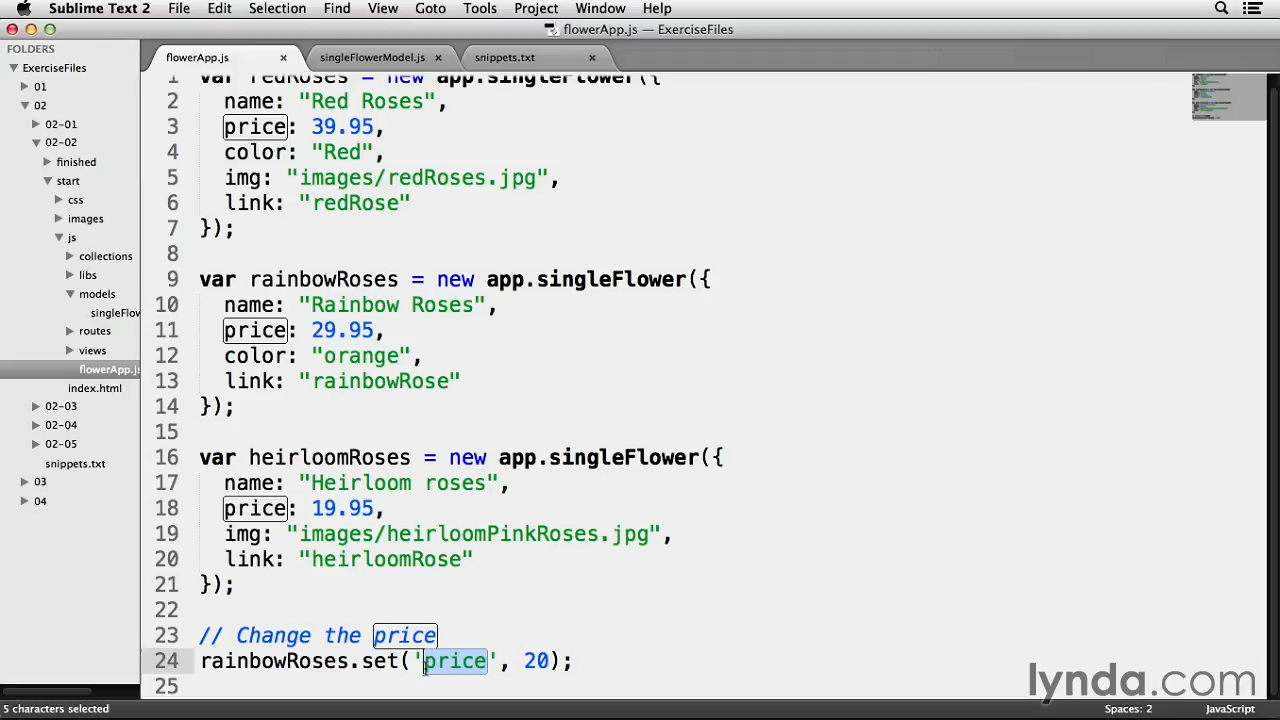 Sublime Text 2 File Edit Selection Find View Goto Tools Project Window Help
flowerApp.js — ExerciseFiles
FOLDERS
ExerciseFiles
01
02
02-01
02-02
finished
start
css
images
js
collections
libs
models
singleFlow
routes
views
flowerApp.js
index.html
02-03
02-04
02-05
snippets.txt
03
04
flowerApp.js × singleFlowerModel.js × snippets.txt ×
1 var redRoses = new app.singleFlower({
2 name: "Red Roses",
3 price: 39.95,
4 color: "Red",
5 img: "images/redRoses.jpg",
6 link: "redRose"
7 });
8
9 var rainbowRoses = new app.singleFlower({
10 name: "Rainbow Roses",
11 price: 29.95,
12 color: "orange",
13 link: "rainbowRose"
14 });
15
16 var heirloomRoses = new app.singleFlower({
17 name: "Heirloom roses",
18 price: 19.95,
19 img: "images/heirloomPinkRoses.jpg",
20 link: "heirloomRose"
21 });
22
23 // Change the price
24 rainbowRoses.set('price', 20);
25
lynda.com
5 characters selected Spaces: 2 JavaScript